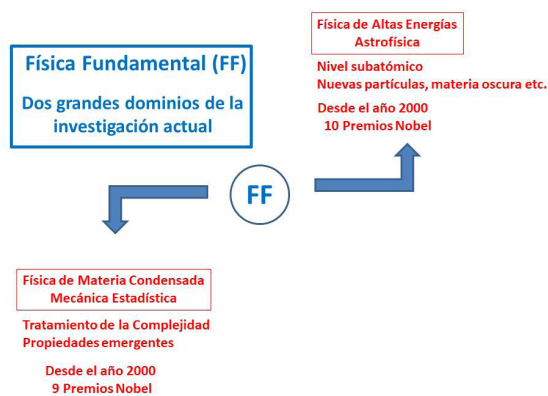 Física Fundamental (FF)
Dos grandes dominios de la
investigación actual
Física de Altas Energías
Astrofísica
Nivel subatómico
Nuevas partículas, materia oscura etc.
Desde el año 2000
10 Premios Nobel
FF
Física de Materia Condensada
Mecánica Estadística
Tratamiento de la Complejidad
Propiedades emergentes
Desde el año 2000
9 Premios Nobel